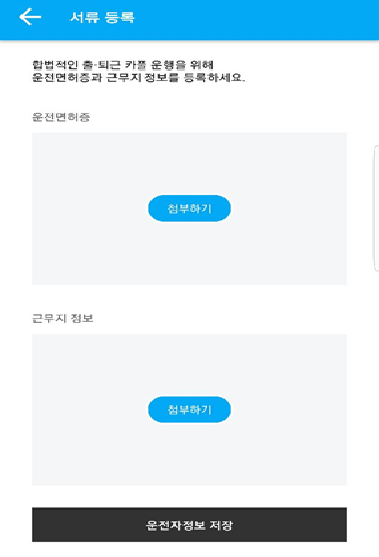 서류 등록
합법적인 출·퇴근 카풀 운행을 위해
운전면허증과 근무지 정보를 등록하세요.
운전면허증
첨부하기
근무지 정보
첨부하기
운전자정보 저장